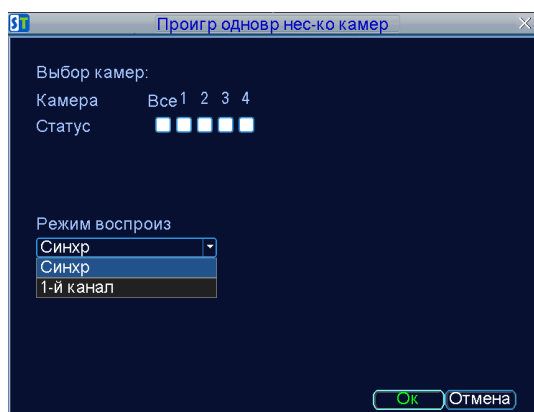 ST Проигр одновр нес-ко камер
Выбор камер:
Камера Все 1 2 3 4
Статус
Режим воспроиз
Синхр
Синхр
1-й канал
Ок Отмена